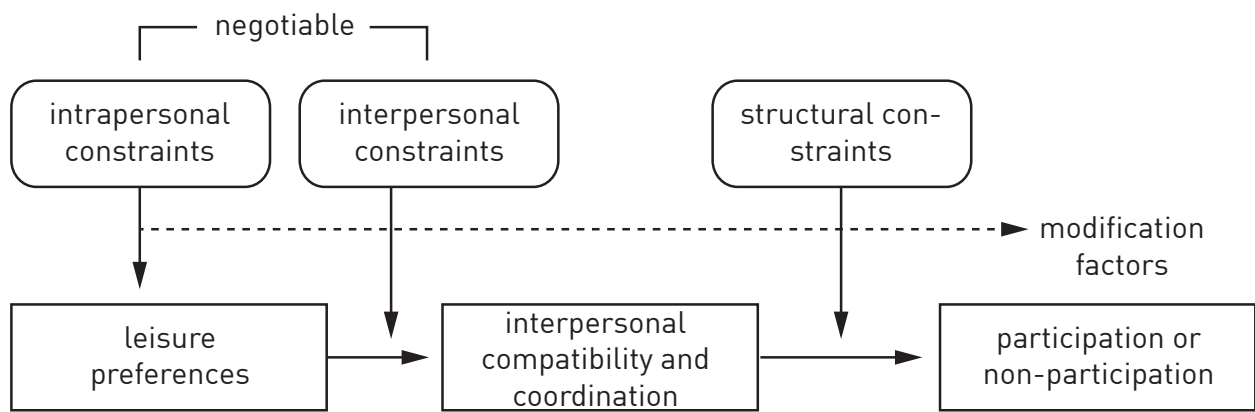 negotiable
intrapersonal
constraints
interpersonal
constraints
structural con-
straints
modification
factors
leisure
preferences
interpersonal
compatibility and
coordination
participation or
non-participation